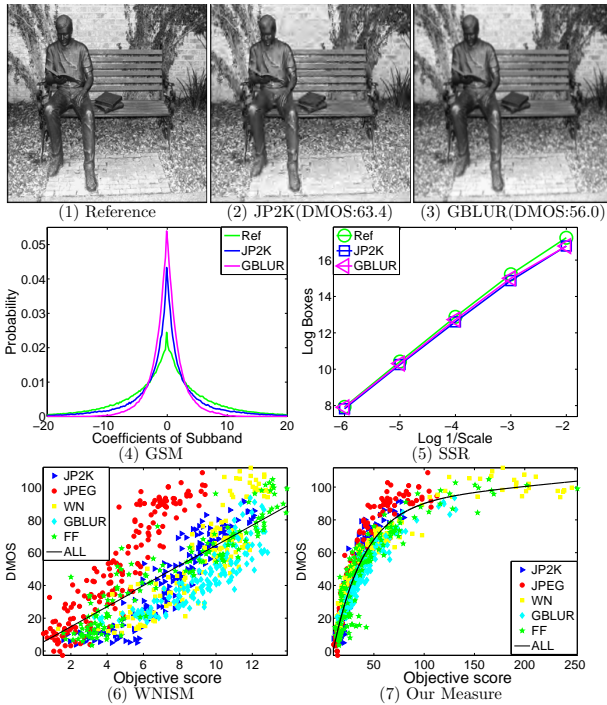 (1) Reference (2) JP2K(DMOS:63.4) (3) GBLUR(DMOS:56.0)
0.05
0.04
0.03
0.02
0.01
0
Probability
Ref
JP2K
GBLUR
−20 −10 0 10 20
Coefficients of Subband
(4) GSM
16
14
12
10
8
Log Boxes
Ref
JP2K
GBLUR
−6 −5 −4 −3 −2
Log 1/Scale
(5) SSR
100
80
60
40
20
0
DMOS
JP2K
JPEG
WN
GBLUR
FF
ALL
2 4 6 8 10 12
Objective score
(6) WNISM
100
80
60
40
20
0
DMOS
JP2K
JPEG
WN
GBLUR
FF
ALL
50 100 150 200 250
Objective score
(7) Our Measure